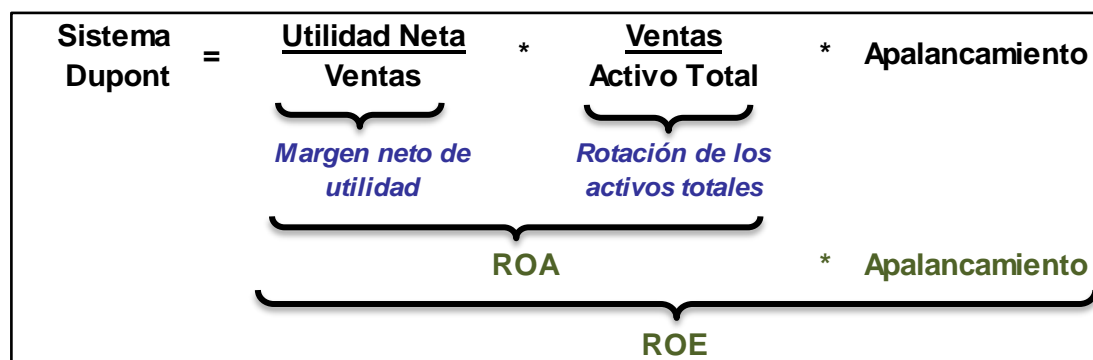 Sistema Dupont = Utilidad Neta / Ventas * Ventas / Activo Total * Apalancamiento
Margen neto de utilidad
Rotación de los activos totales
ROA * Apalancamiento
ROE